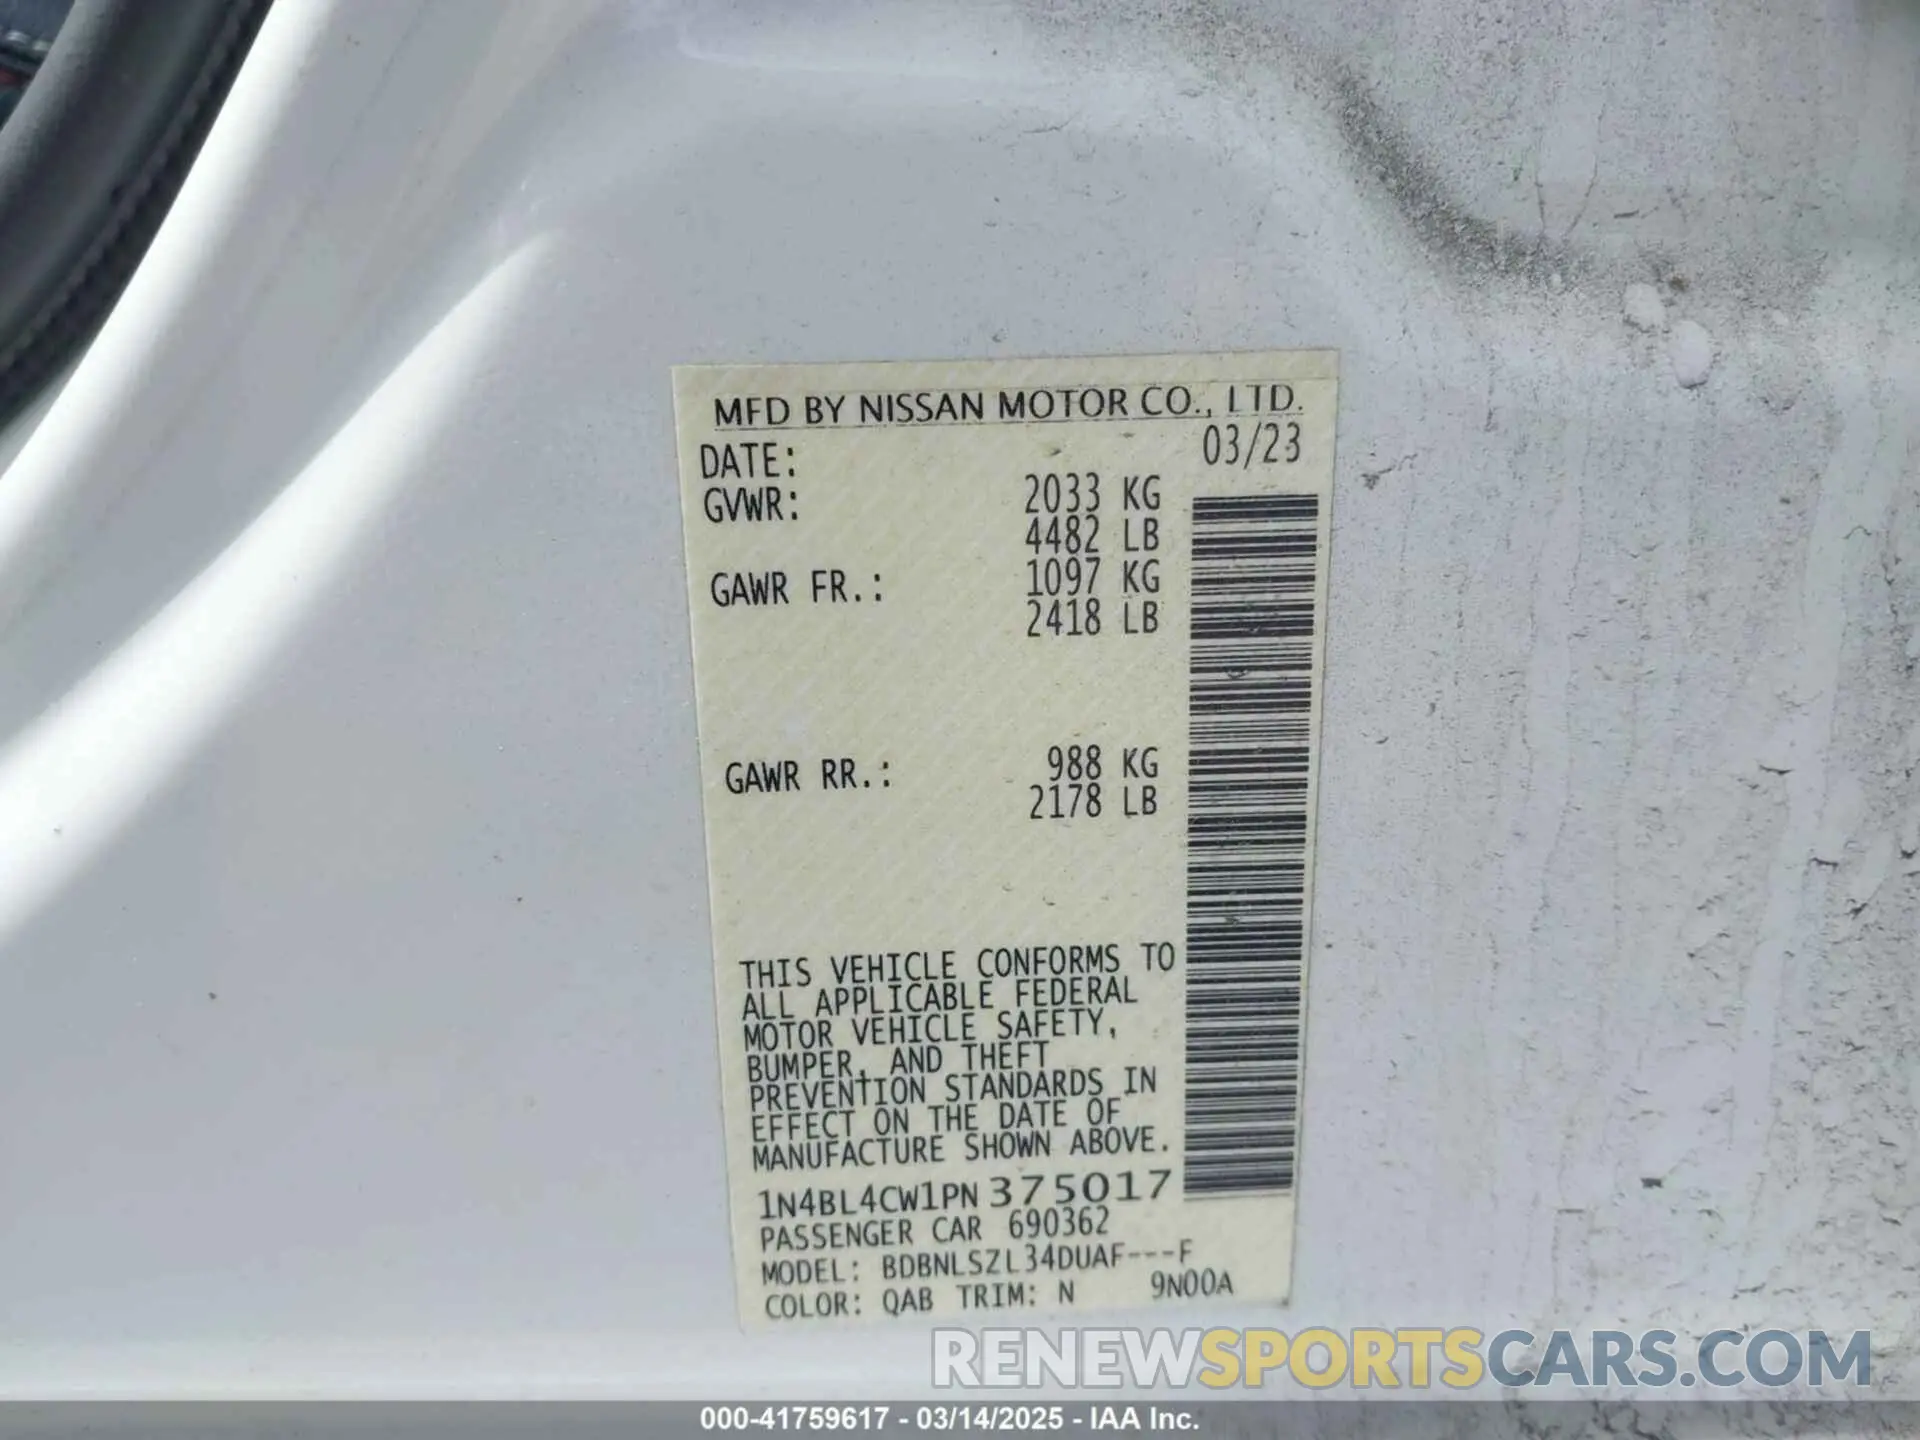 MFD BY NISSAN MOTOR CO., LTD.
DATE: 03/23
GVWR: 2033 KG
4482 LB
GAWR FR.: 1097 KG
2418 LB
GAWR RR.: 988 KG
2178 LB
THIS VEHICLE CONFORMS TO
ALL APPLICABLE FEDERAL
MOTOR VEHICLE SAFETY,
BUMPER, AND THEFT
PREVENTION STANDARDS IN
EFFECT ON THE DATE OF
MANUFACTURE SHOWN ABOVE.
1N4BL4CW1PN375017
PASSENGER CAR 690362
MODEL: BDBNLSZL34DUAF---F
COLOR: QAB TRIM: N 9N00A
RENEWSPORTSCARS.COM
000-41759617 - 03/14/2025 - IAA Inc.